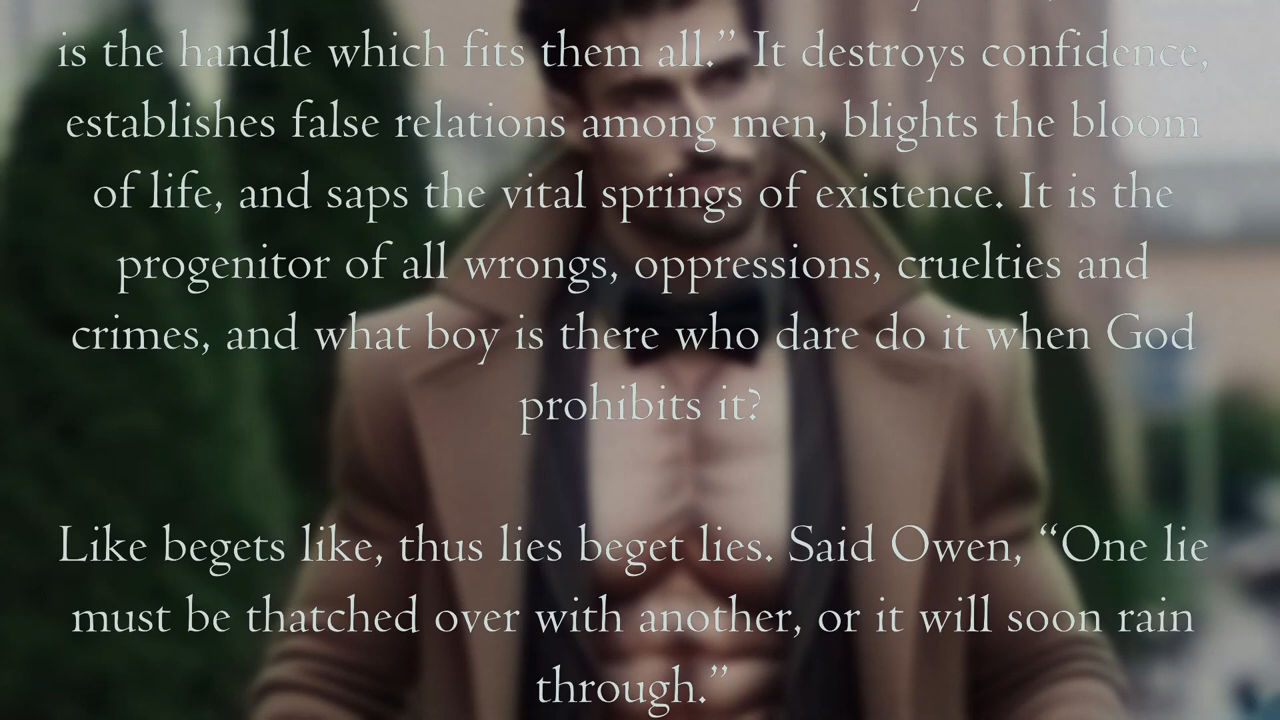 is the handle which fits them all.” It destroys confidence,
establishes false relations among men, blights the bloom
of life, and saps the vital springs of existence. It is the
progenitor of all wrongs, oppressions, cruelties and
crimes, and what boy is there who dare do it when God
prohibits it?
Like begets like, thus lies beget lies. Said Owen, “One lie
must be thatched over with another, or it will soon rain
through.”